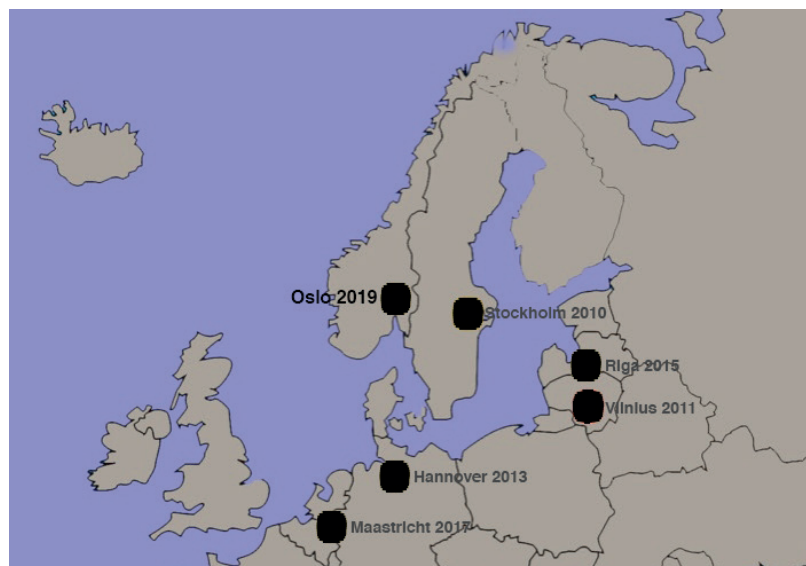 Oslo 2019
Stockholm 2010
Riga 2015
Vilnius 2011
Hannover 2013
Maastricht 2017